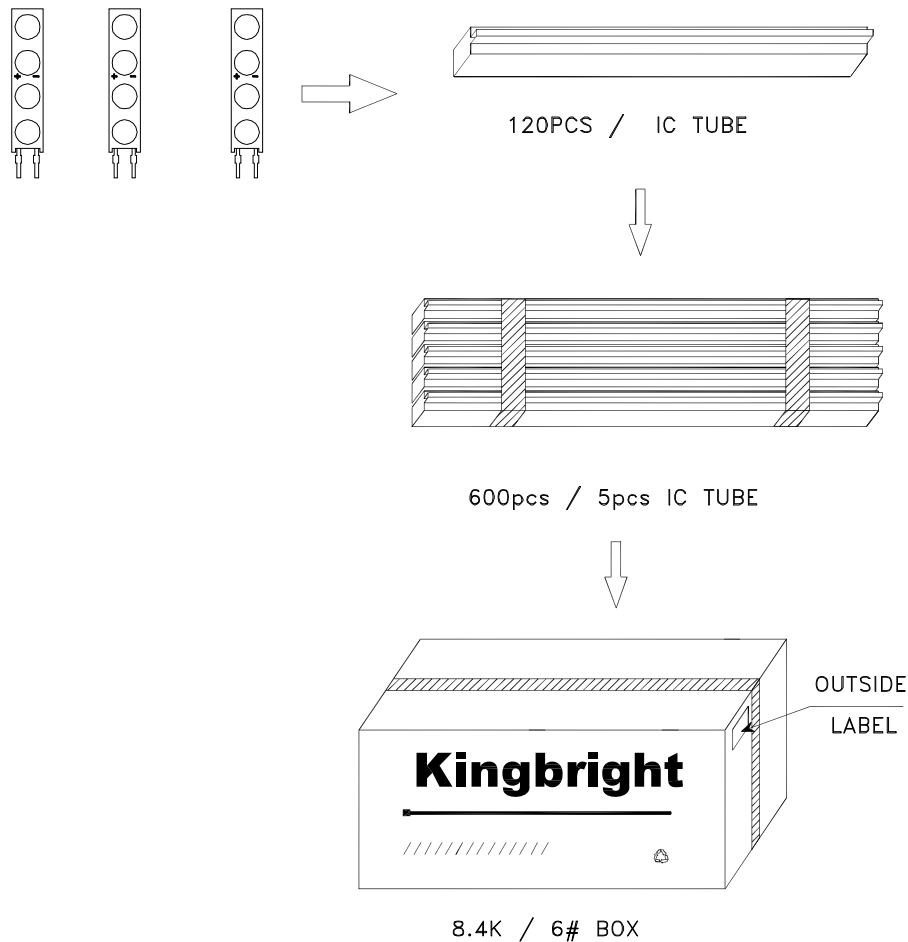 120PCS / IC TUBE
600pcs / 5pcs IC TUBE
OUTSIDE
LABEL
Kingbright
8.4K / 6# BOX